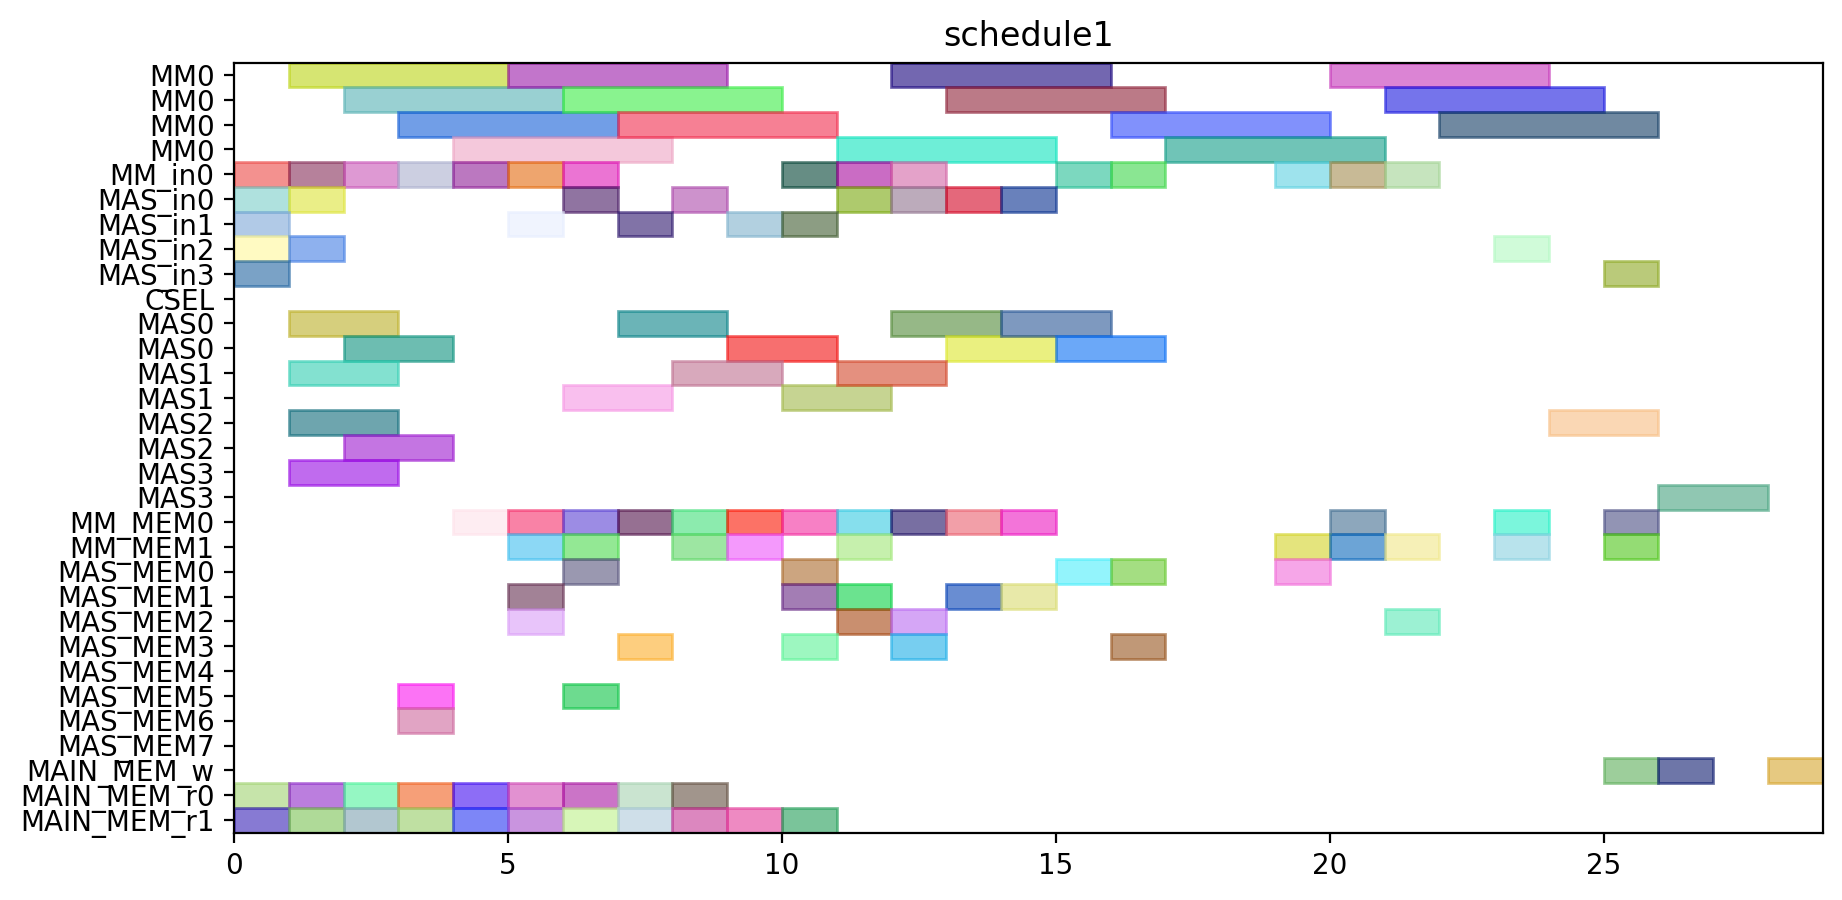 schedule1
MM0
MM0
MM0
MM0
MM_in0
MAS_in0
MAS_in1
MAS_in2
MAS_in3
CSEL
MAS0
MAS0
MAS1
MAS1
MAS2
MAS2
MAS3
MAS3
MM_MEM0
MM_MEM1
MAS_MEM0
MAS_MEM1
MAS_MEM2
MAS_MEM3
MAS_MEM4
MAS_MEM5
MAS_MEM6
MAS_MEM7
MAIN_MEM_w
MAIN_MEM_r0
MAIN_MEM_r1
0 5 10 15 20 25